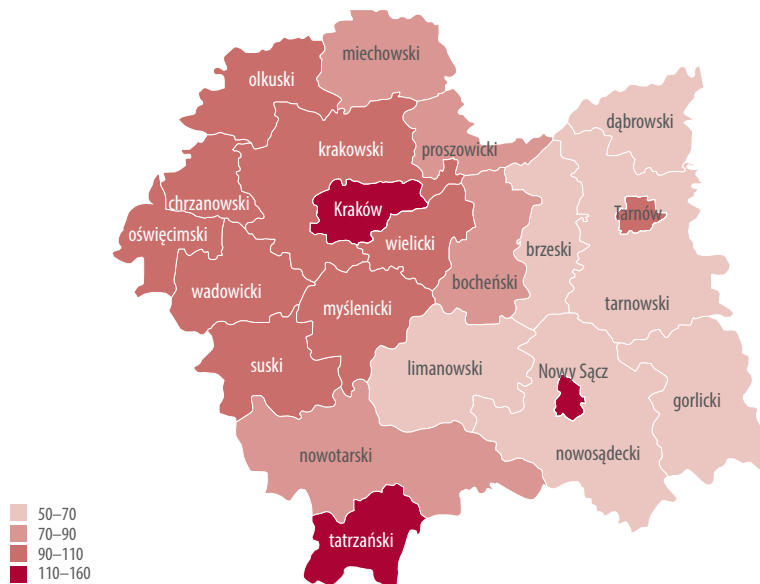 miechowski
olkuski
dąbrowski
krakowski
proszowicki
chrzanowski
Kraków
Tarnów
oświęcimski
wielicki
brzeski
wadowicki
bocheński
myślenicki
tarnowski
suski
limanowski
Nowy Sącz
gorlicki
nowotarski
nowosądecki
tatrzański
50–70
70–90
90–110
110–160